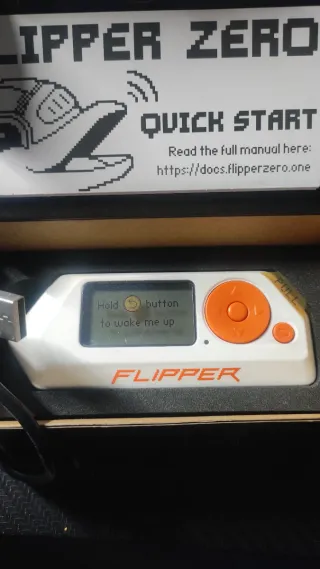 FLIPPER ZERO
QUICK START
Read the full manual here:
https://docs.flipperzero.one
Hold button
to wake me up
PULL
FLIPPER